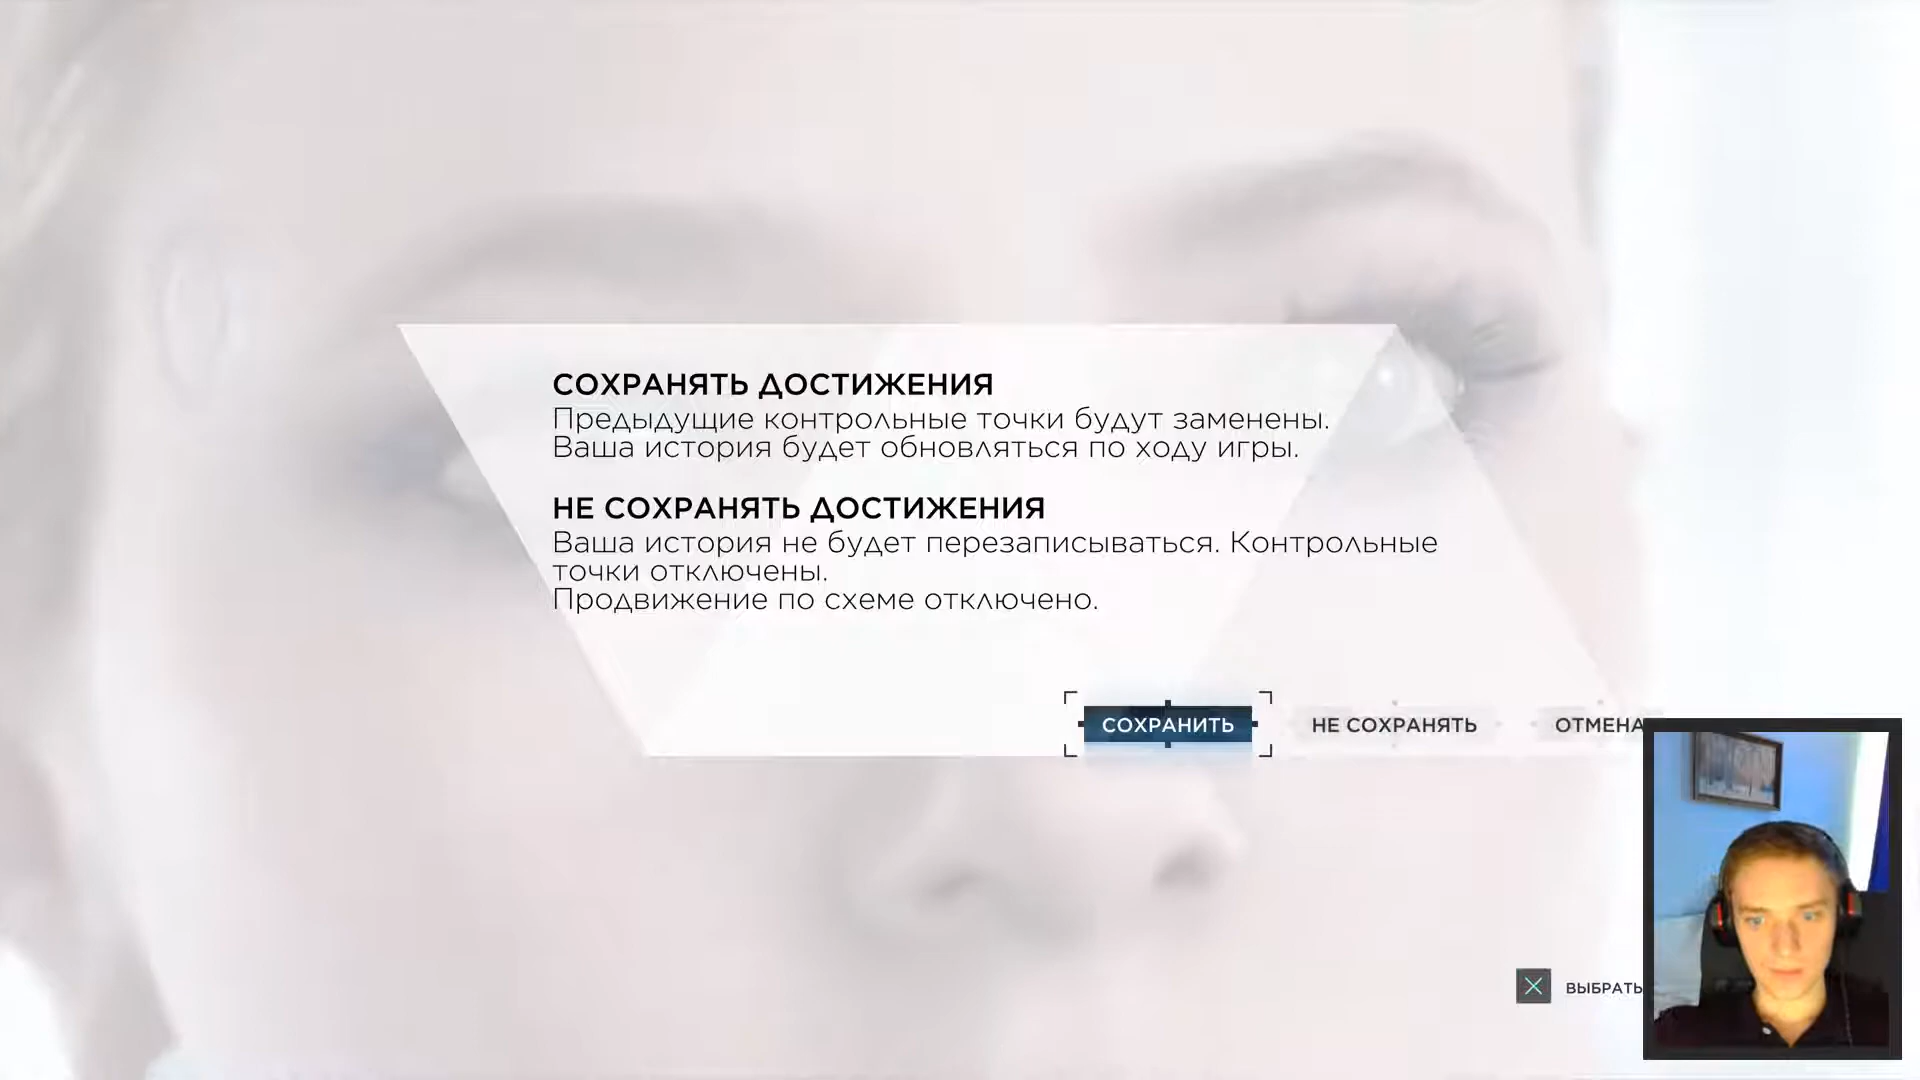 СОХРАНЯТЬ ДОСТИЖЕНИЯ
Предыдущие контрольные точки будут заменены.
Ваша история будет обновляться по ходу игры.
НЕ СОХРАНЯТЬ ДОСТИЖЕНИЯ
Ваша история не будет перезаписываться. Контрольные
точки отключены.
Продвижение по схеме отключено.
СОХРАНИТЬ НЕ СОХРАНЯТЬ ОТМЕНА
ВЫБРАТЬ